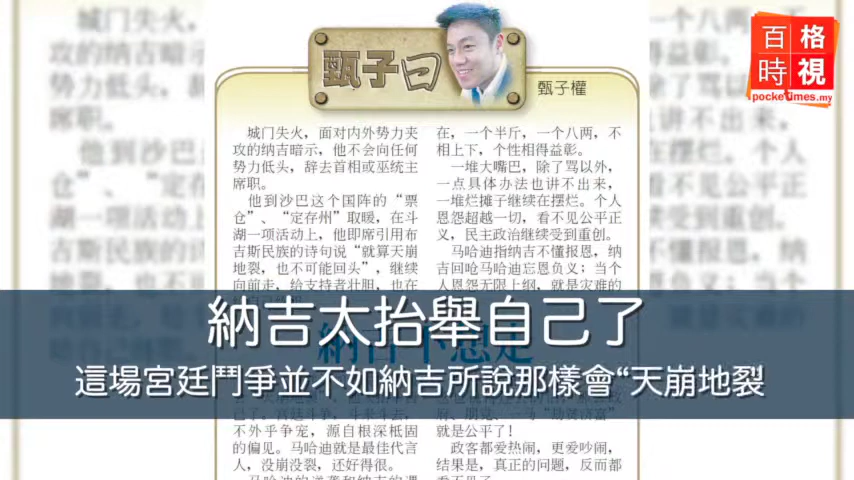 百格
時視
pocketimes.my
甄子曰
甄子權
城门失火，面对内外势力夹
攻的纳吉暗示，他不会向任何
势力低头，辞去首相或巫统主
席职。
他到沙巴这个国阵的“票
仓”、“定存州”取暖，在斗
湖一项活动上，他即席引用布
吉斯民族的诗句说“就算天崩
地裂，也不可能回头”，继续
向前走，给支持者壮胆，也在
在，一个半斤，一个八两，不
相上下，个性相得益彰。
一堆大嘴巴，除了骂以外，
一点具体办法也讲不出来，
一堆烂摊子继续在摆烂。个人
恩怨超越一切，看不见公平正
义，民主政治继续受到重创。
马哈迪指纳吉不懂报恩，纳
吉回呛马哈迪忘恩负义；当个
人恩怨无限上纲，就是灾难的
納吉太抬舉自己了
這場宮廷鬥爭並不如納吉所說那樣會“天崩地裂
不外乎争宠，源自根深柢固
的偏见。马哈迪就是最佳代言
人，没崩没裂，还好得很。
就是公平了！
政客都爱热闹，更爱吵闹，
结果是，真正的问题，反而都
看不见了